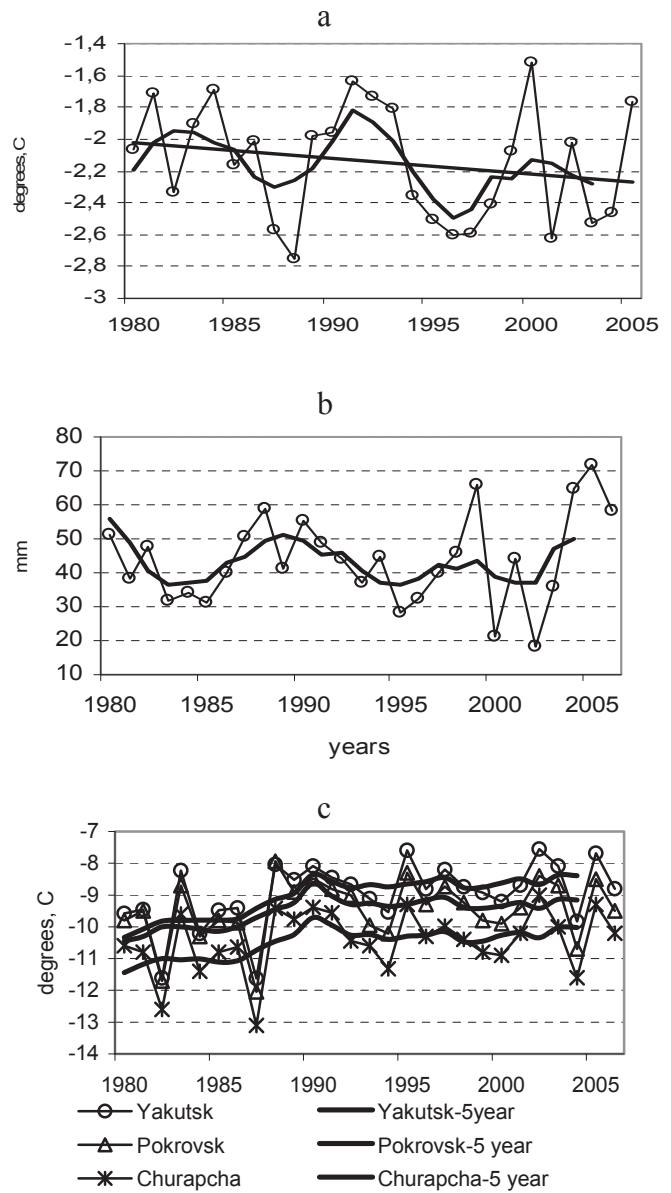 a
-1,4
-1,6
-1,8
-2
-2,2
-2,4
-2,6
-2,8
-3
degrees, C
1980 1985 1990 1995 2000 2005
b
80
70
60
50
40
30
20
10
mm
1980 1985 1990 1995 2000 2005
years
c
-7
-8
-9
-10
-11
-12
-13
-14
degrees, C
1980 1985 1990 1995 2000 2005
Yakutsk Yakutsk-5year
Pokrovsk Pokrovsk-5 year
Churapcha Churapcha-5 year